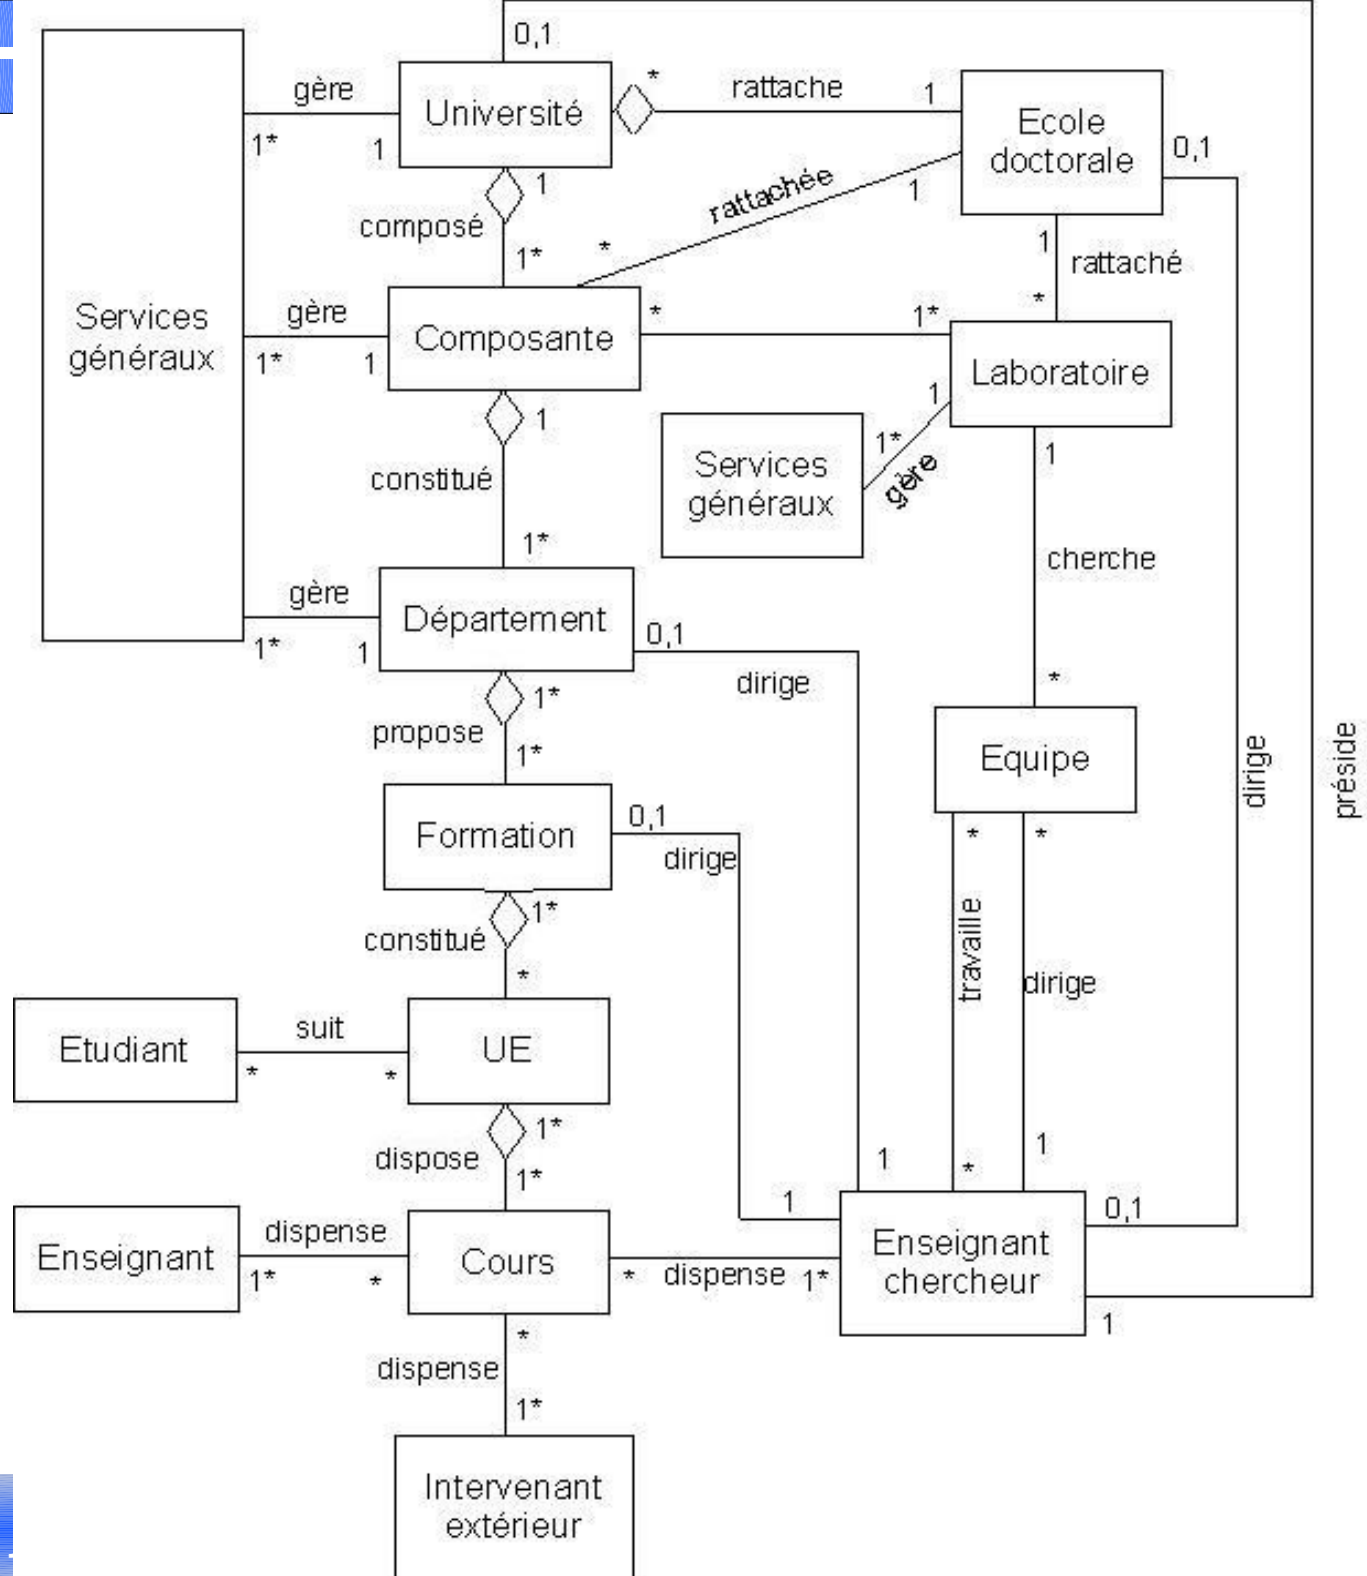 0,1
gère
1*
1
Université
*
rattache
1
Ecole
doctorale
0,1
1
composé
1*
rattachée
*
1
1
rattaché
*
Services
généraux
gère
1*
1
Composante
*
1*
Laboratoire
1
constitué
1*
Services
généraux
1*
gère
1
1
cherche
*
gère
1*
1
Département
0,1
dirige
1*
propose
1*
Equipe
dirige
préside
Formation
0,1
dirige
*
*
travaille
dirige
1*
constitué
*
Etudiant
suit
*
*
UE
1*
dispose
1*
1
1
*
1
0,1
Enseignant
dispense
1*
*
Cours
*
dispense
1*
Enseignant
chercheur
1
*
dispense
1*
Intervenant
extérieur